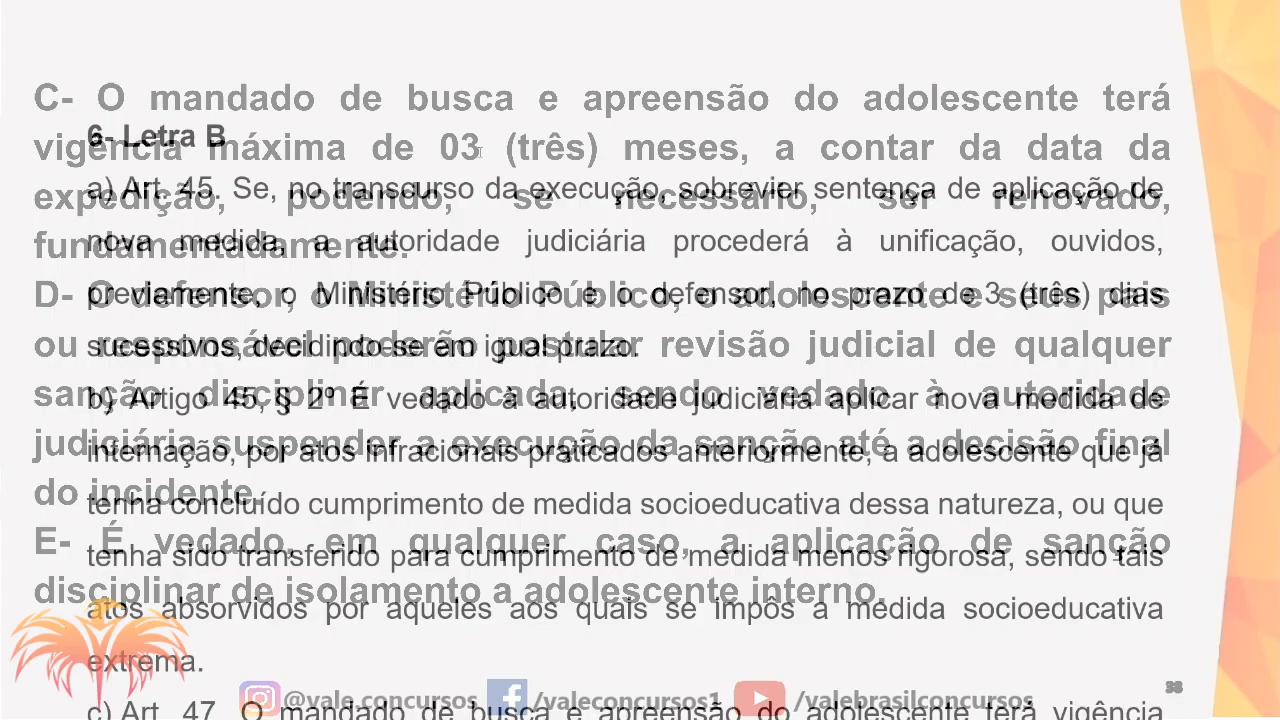 C- O mandado de busca e apreensão do adolescente terá
vigência máxima de 03 (três) meses, a contar da data da
expedição, podendo, se necessário, ser renovado,
fundamentadamente.
D- O defensor, o Ministério Público, o adolescente e seus pais
ou responsável poderão postular revisão judicial de qualquer
sanção disciplinar aplicada, sendo vedado à autoridade
judiciária suspender a execução da sanção até a decisão final
do incidente.
E- É vedado, em qualquer caso, a aplicação de sanção
disciplinar de isolamento a adolescente interno.
6- Letra B
a) Art. 45. Se, no transcurso da execução, sobrevier sentença de aplicação de
nova medida, a autoridade judiciária procederá à unificação, ouvidos,
previamente, o Ministério Público e o defensor, no prazo de 3 (três) dias
sucessivos, decidindo-se em igual prazo.
b) Artigo 45, § 2º É vedado à autoridade judiciária aplicar nova medida de
internação, por atos infracionais praticados anteriormente, a adolescente que já
tenha concluído cumprimento de medida socioeducativa dessa natureza, ou que
tenha sido transferido para cumprimento de medida menos rigorosa, sendo tais
atos absorvidos por aqueles aos quais se impôs a medida socioeducativa
extrema.
c) Art. 47. O mandado de busca e apreensão do adolescente terá vigência
@vale.concursos /valeconcursos1 /valebrasilconcursos